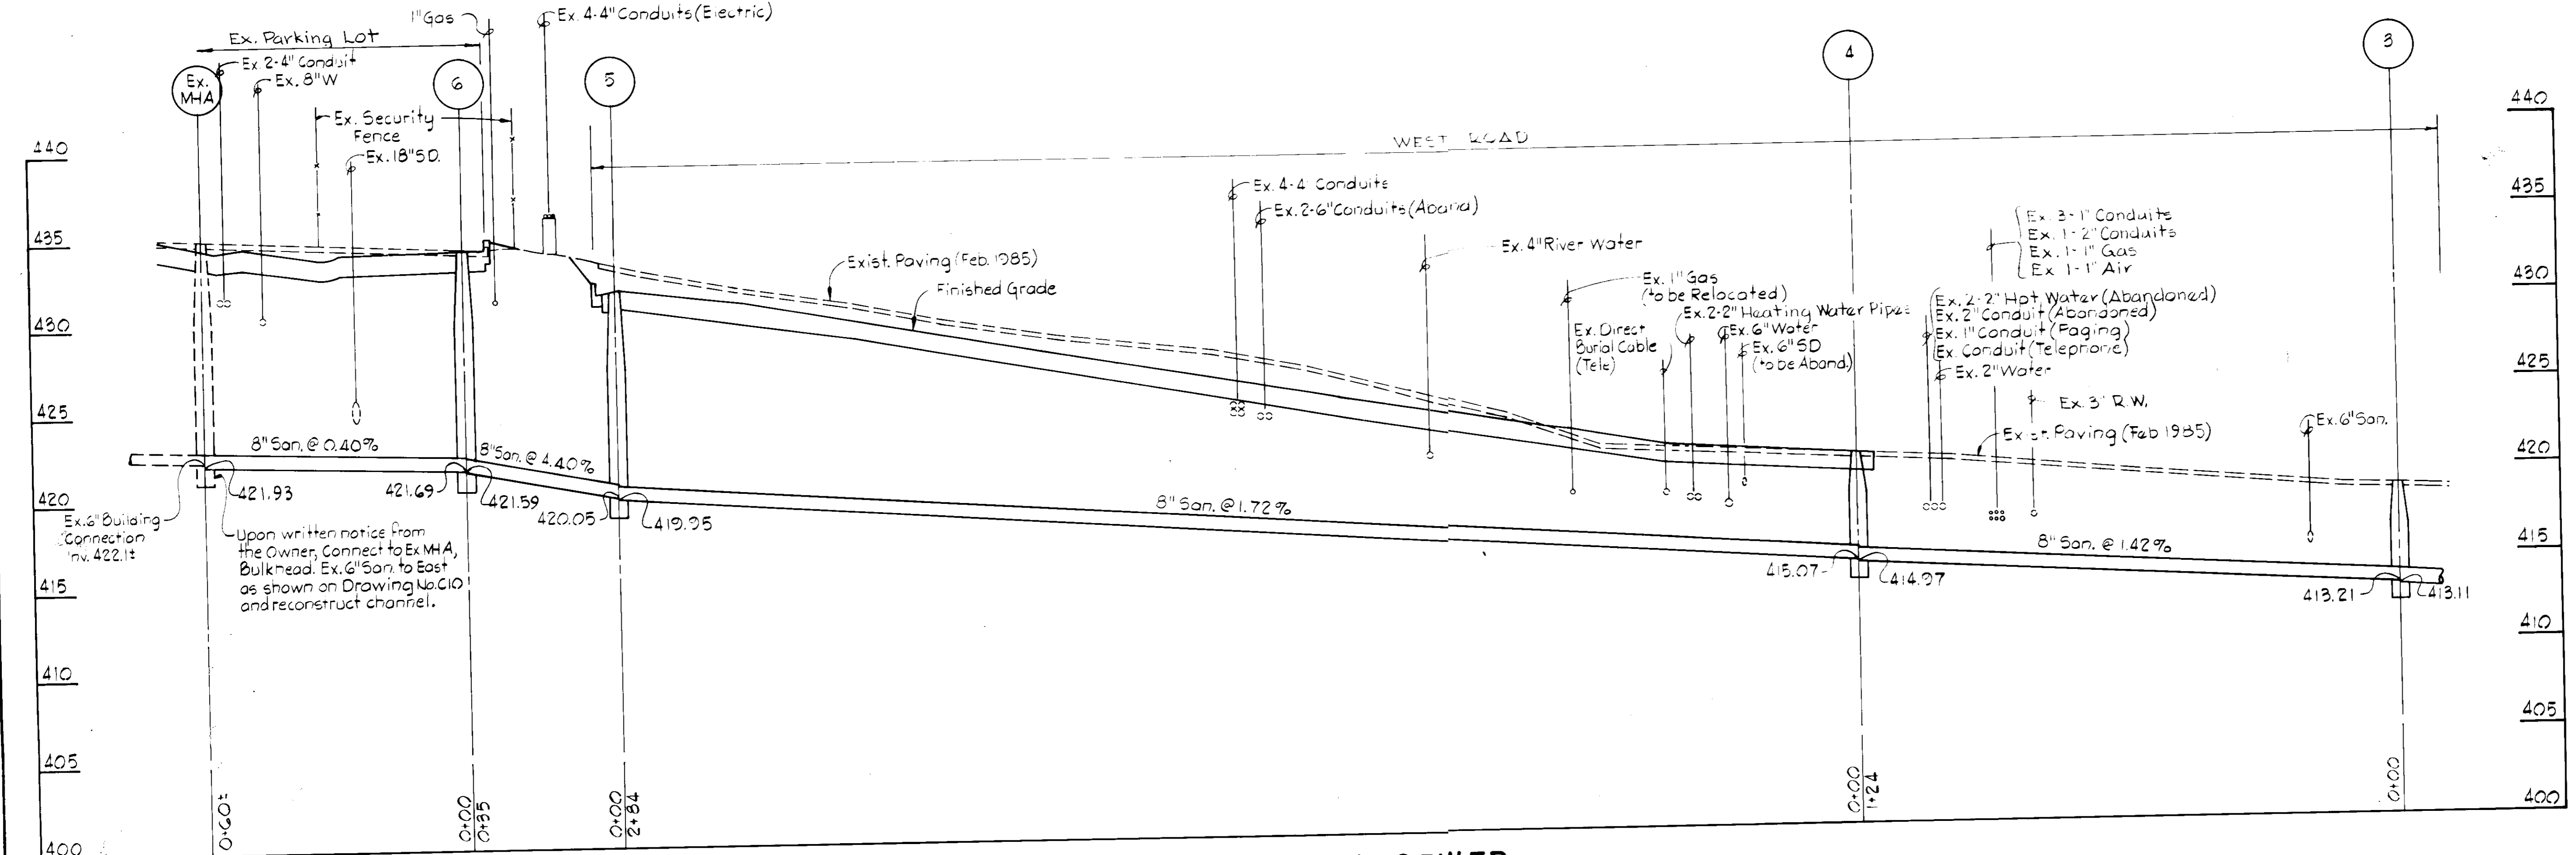 1" Gas
Ex. 4-4" Conduits (Electric)
Ex. Parking Lot
Ex. 2-4" Conduit
Ex. 8" W
Ex. MHA
6
5
4
3
Ex. Security
Fence
Ex. 18" SD.
WEST ROAD
440
435
430
425
420
415
410
405
400
440
435
430
425
420
415
410
405
400
Exist. Paving (Feb. 1985)
Finished Grade
Ex. 4-4" Conduits
Ex. 2-6" Conduits (Aband)
Ex. 4" River Water
Ex. 1" Gas
(to be Relocated)
Ex. 2-2" Heating Water Pipes
Ex. Direct
Burial Cable
(Tele)
Ex. 6" Water
Ex. 6" SD
(to be Aband.)
Ex. 3-1" Conduits
Ex. 1-2" Conduits
Ex. 1-1" Gas
Ex 1-1" Air
Ex. 2-2" Hot Water (Abandoned)
Ex. 2" Conduit (Abandoned)
Ex. 1" Conduit (Paging)
Ex. Conduit (Telephone)
Ex. 2" Water
Ex. 3" R.W.
Exist. Paving (Feb 1985)
Ex. 6" San.
8" San. @ 0.40%
8" San. @ 4.40%
8" San. @ 1.72%
8" San. @ 1.42%
421.93
421.69
421.59
420.05
419.95
415.07
414.97
413.21
413.11
Ex. 6" Building
Connection
Inv. 422.1±
Upon written notice from
the Owner, Connect to Ex MHA,
Bulkhead. Ex. 6" San. to East
as shown on Drawing No. C10
and reconstruct channel.
0+60±
0+00
0+35
0+00
2+84
0+00
1+24
0+00